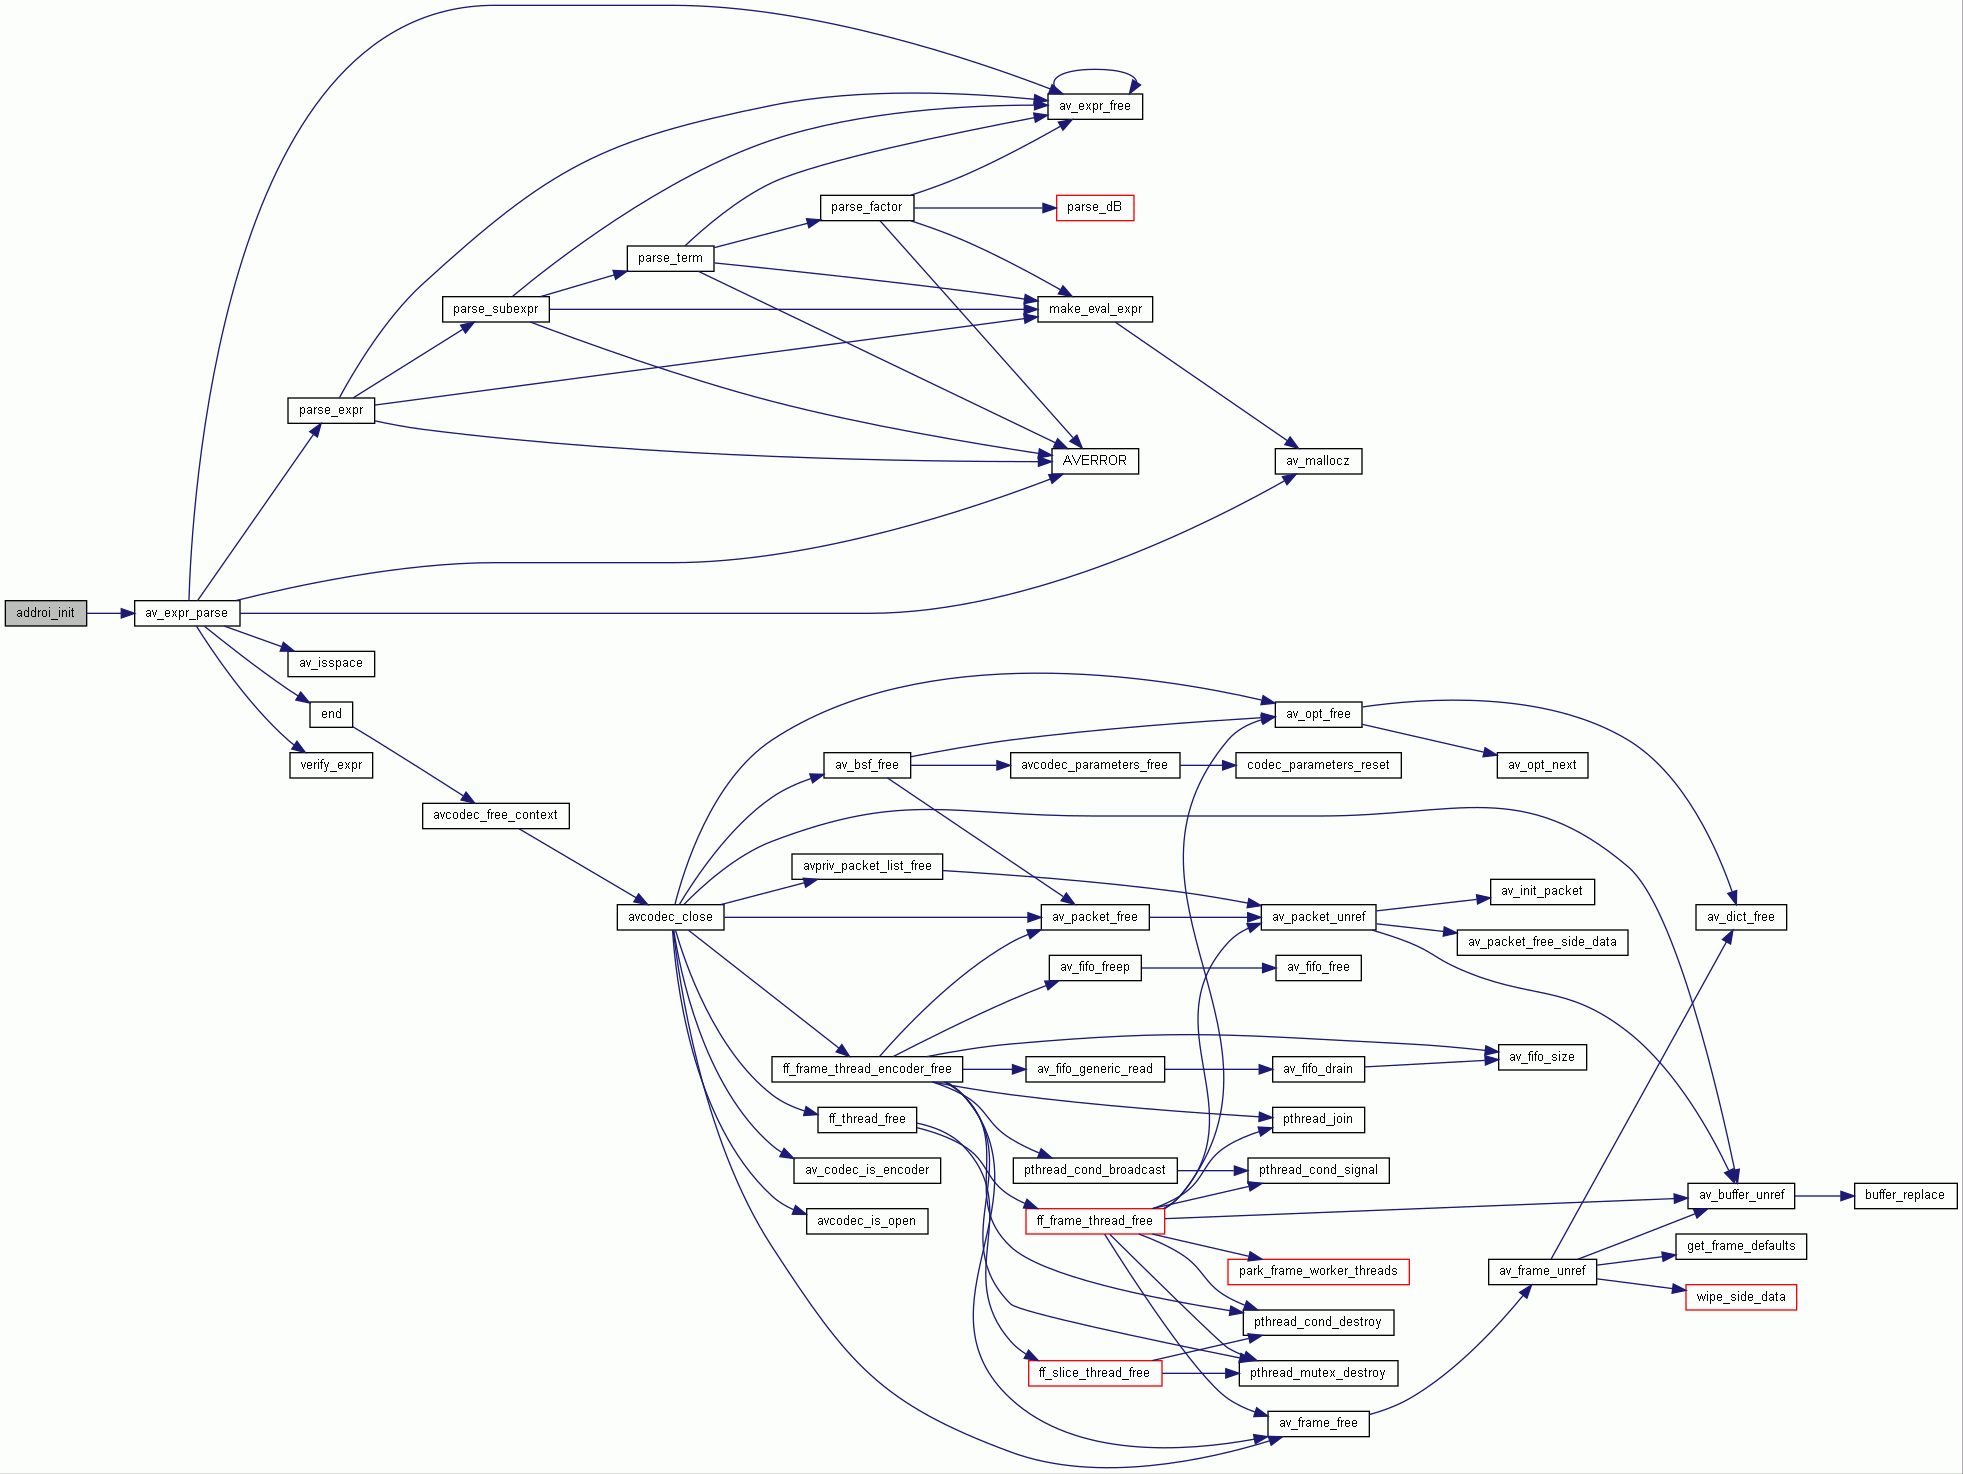 av_expr_free
parse_factor
parse_dB
parse_term
parse_subexpr
make_eval_expr
parse_expr
AVERROR
av_mallocz
addroi_init
av_expr_parse
av_isspace
end
av_opt_free
verify_expr
av_bsf_free
avcodec_parameters_free
codec_parameters_reset
av_opt_next
avcodec_free_context
avpriv_packet_list_free
av_init_packet
avcodec_close
av_packet_free
av_packet_unref
av_dict_free
av_packet_free_side_data
av_fifo_freep
av_fifo_free
av_fifo_size
ff_frame_thread_encoder_free
av_fifo_generic_read
av_fifo_drain
ff_thread_free
pthread_join
av_codec_is_encoder
pthread_cond_broadcast
pthread_cond_signal
av_buffer_unref
buffer_replace
avcodec_is_open
ff_frame_thread_free
get_frame_defaults
park_frame_worker_threads
av_frame_unref
wipe_side_data
pthread_cond_destroy
ff_slice_thread_free
pthread_mutex_destroy
av_frame_free